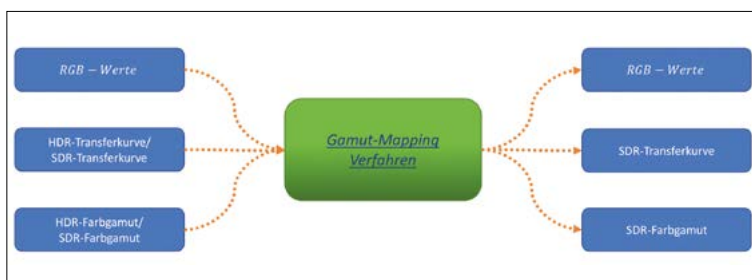 RGB – Werte
HDR-Transferkurve/
SDR-Transferkurve
HDR-Farbgamut/
SDR-Farbgamut
Gamut-Mapping
Verfahren
RGB – Werte
SDR-Transferkurve
SDR-Farbgamut